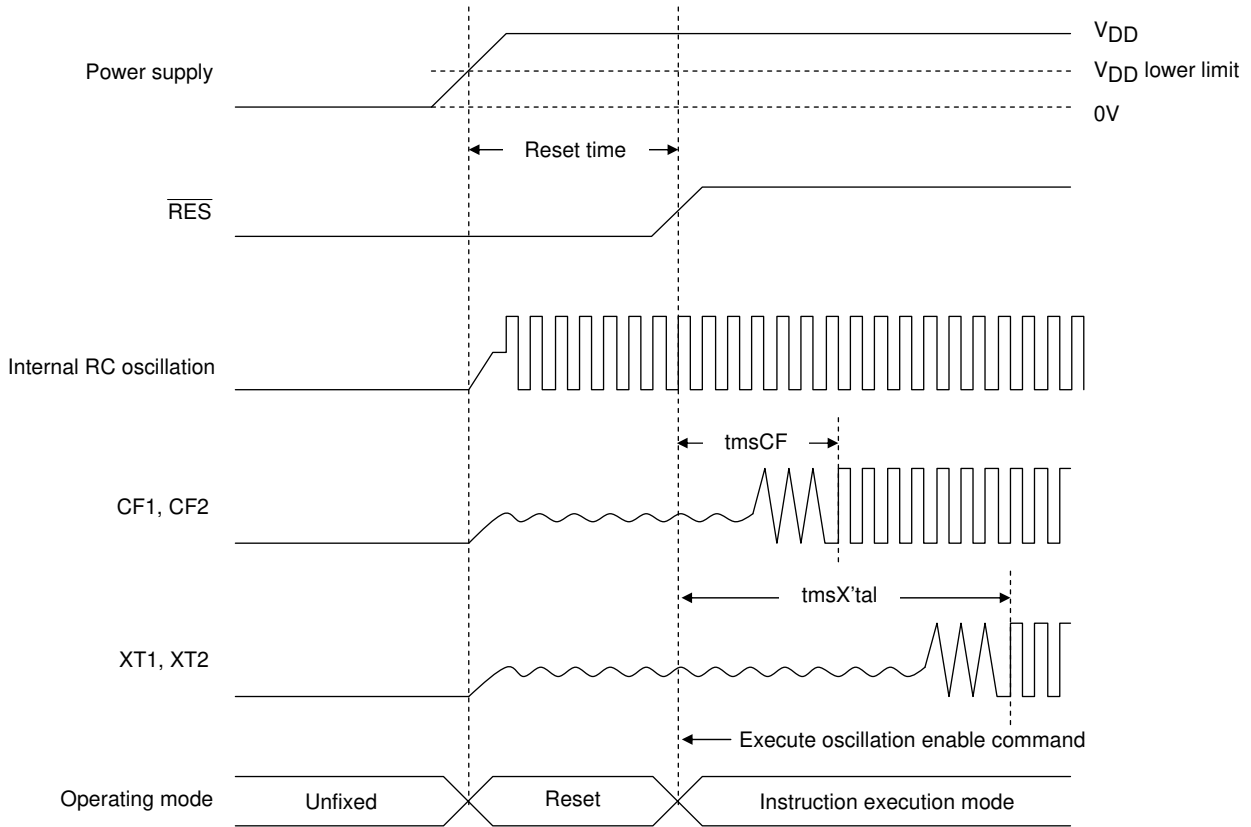 VDD
Power supply
VDD lower limit
0V
Reset time
RES
Internal RC oscillation
tmsCF
CF1, CF2
tmsX'tal
XT1, XT2
Execute oscillation enable command
Operating mode
Unfixed
Reset
Instruction execution mode